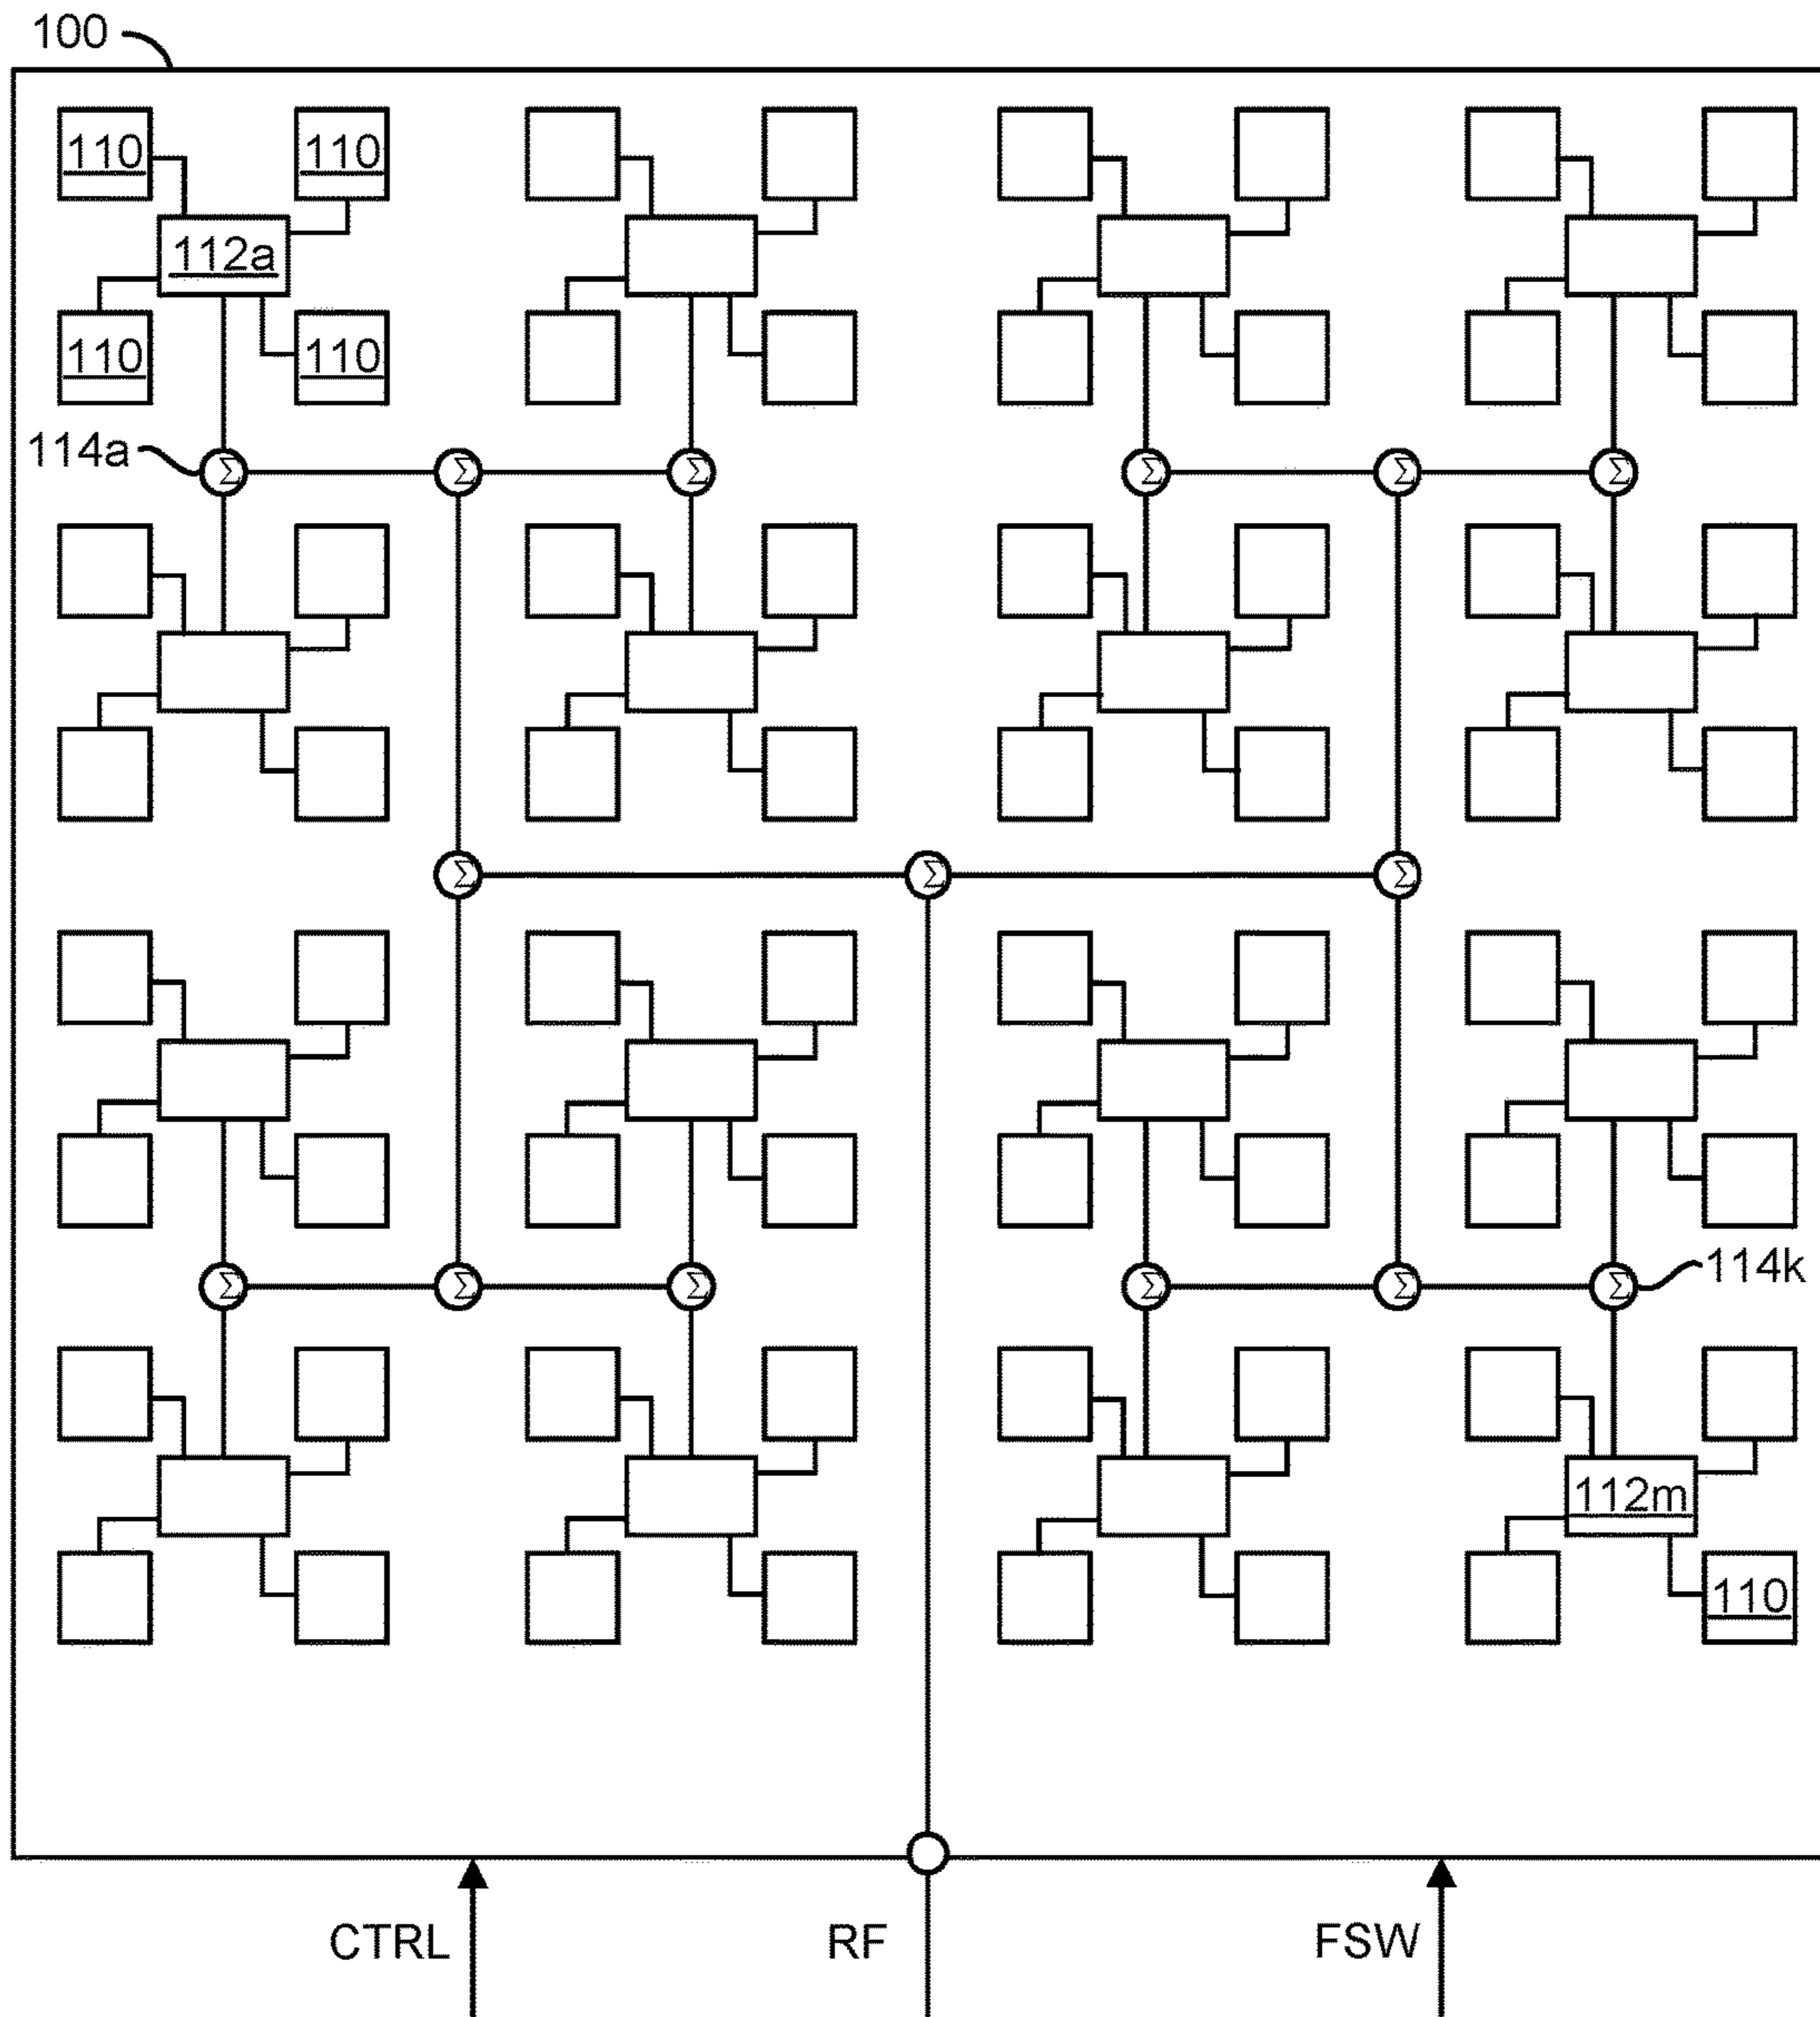 100
110 110
112a
110 110
114a Σ Σ Σ Σ Σ Σ
Σ Σ Σ
Σ Σ Σ Σ Σ Σ 114k
112m
110
CTRL RF FSW